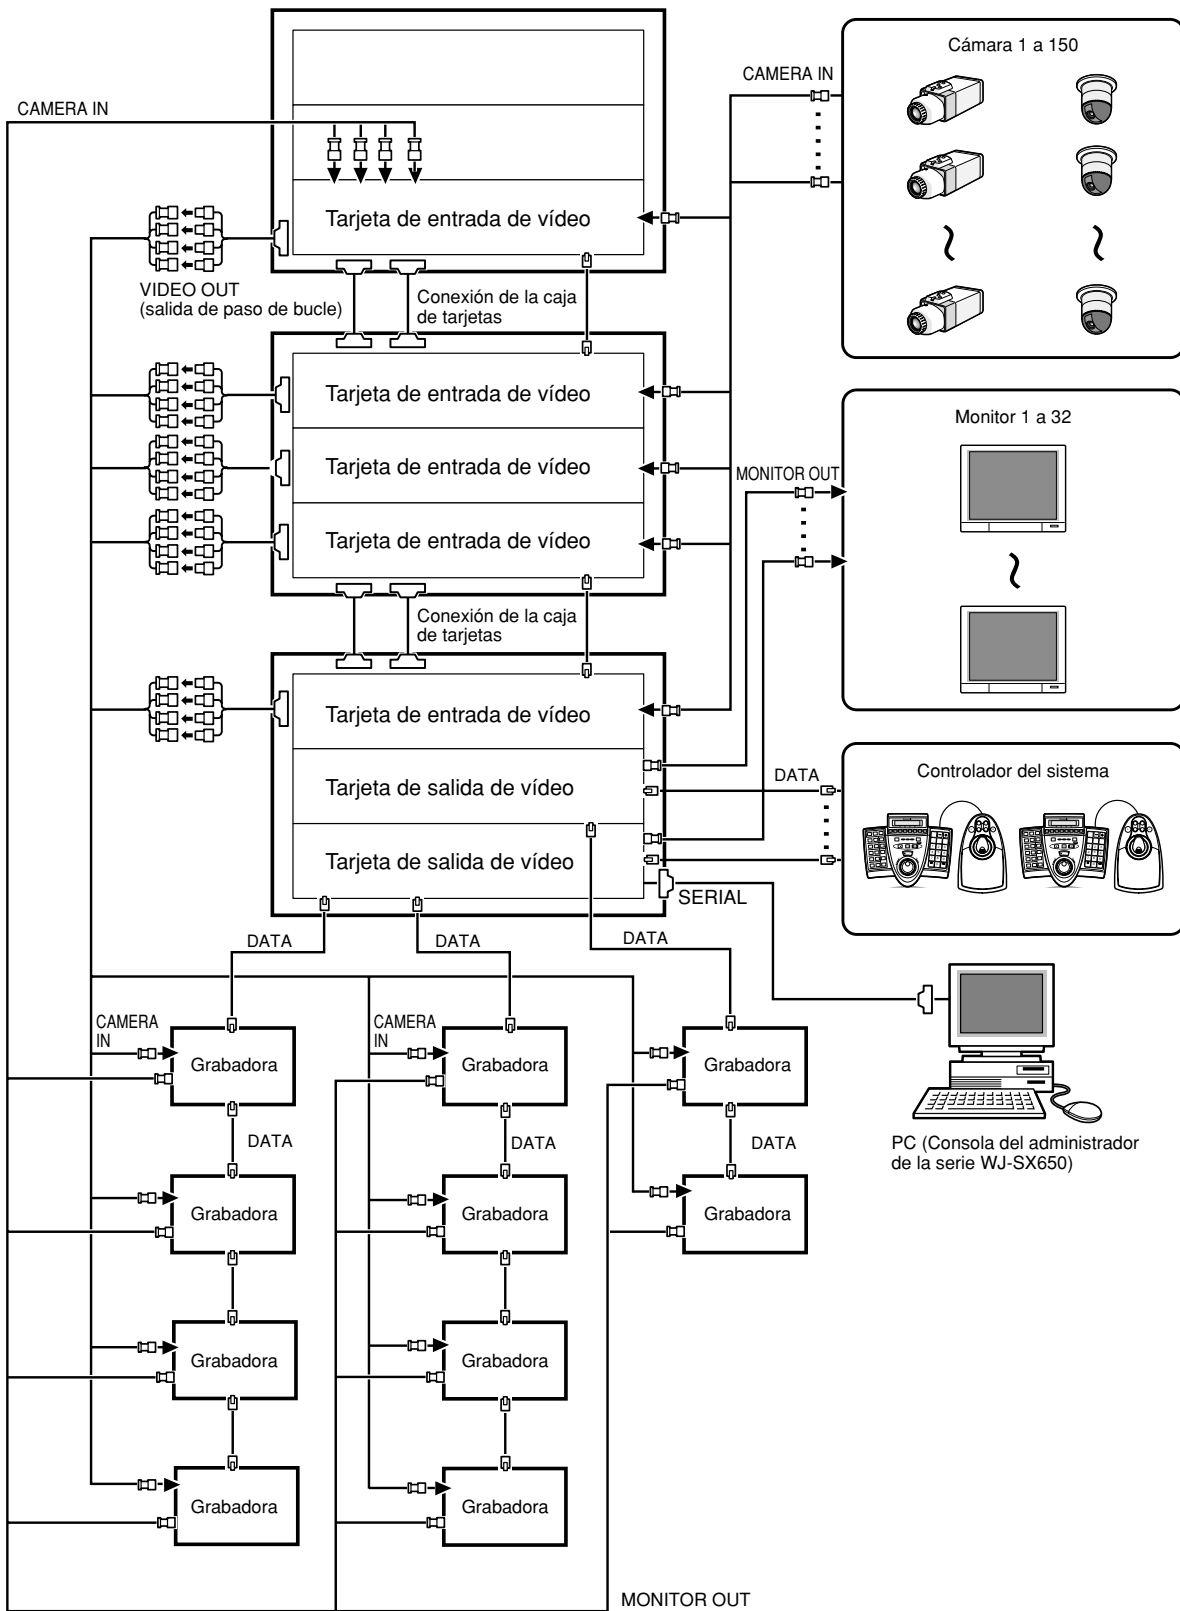 Cámara 1 a 150
CAMERA IN
CAMERA IN
Tarjeta de entrada de vídeo
VIDEO OUT
(salida de paso de bucle)
Conexión de la caja
de tarjetas
Tarjeta de entrada de vídeo
Monitor 1 a 32
Tarjeta de entrada de vídeo
MONITOR OUT
Tarjeta de entrada de vídeo
Conexión de la caja
de tarjetas
Tarjeta de entrada de vídeo
Controlador del sistema
DATA
Tarjeta de salida de vídeo
Tarjeta de salida de vídeo
SERIAL
DATA
DATA
DATA
CAMERA
IN
CAMERA
IN
Grabadora
Grabadora
Grabadora
DATA
DATA
DATA
PC (Consola del administrador
de la serie WJ-SX650)
Grabadora
Grabadora
Grabadora
Grabadora
Grabadora
Grabadora
Grabadora
MONITOR OUT